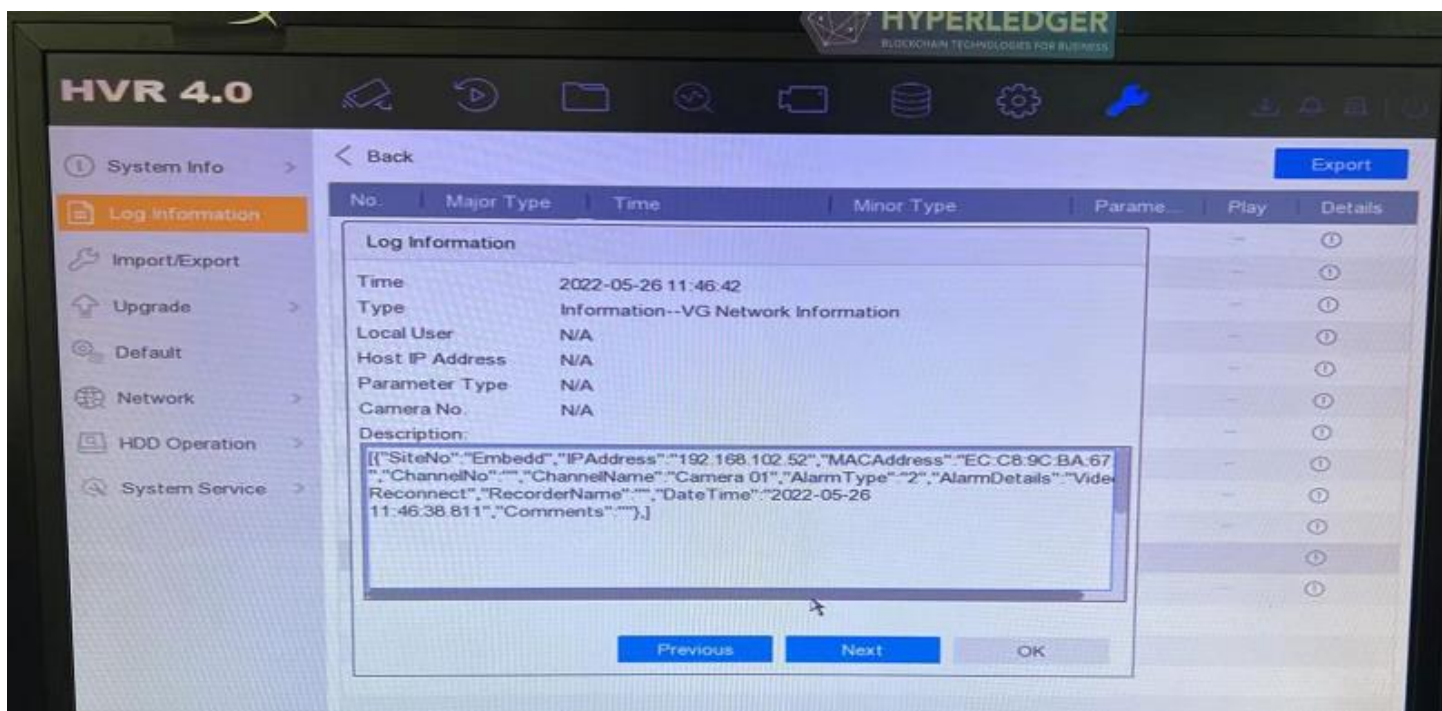 HYPERLEDGER
BLOCKCHAIN TECHNOLOGIES FOR BUSINESS
HVR 4.0
System Info
Log Information
Import/Export
Upgrade
Default
Network
HDD Operation
System Service
Back
Export
No. Major Type Time Minor Type Parame... Play Details
Log Information
Time 2022-05-26 11:46:42
Type Information--VG Network Information
Local User N/A
Host IP Address N/A
Parameter Type N/A
Camera No. N/A
Description:
[{"SiteNo":"Embedd","IPAddress":"192.168.102.52","MACAddress":"EC:C8:9C:BA:67
","ChannelNo":"","ChannelName":"Camera 01","AlarmType":"2","AlarmDetails":"Vide
Reconnect","RecorderName":"","DateTime":"2022-05-26
11:46:38.811","Comments":""},]
Previous Next OK